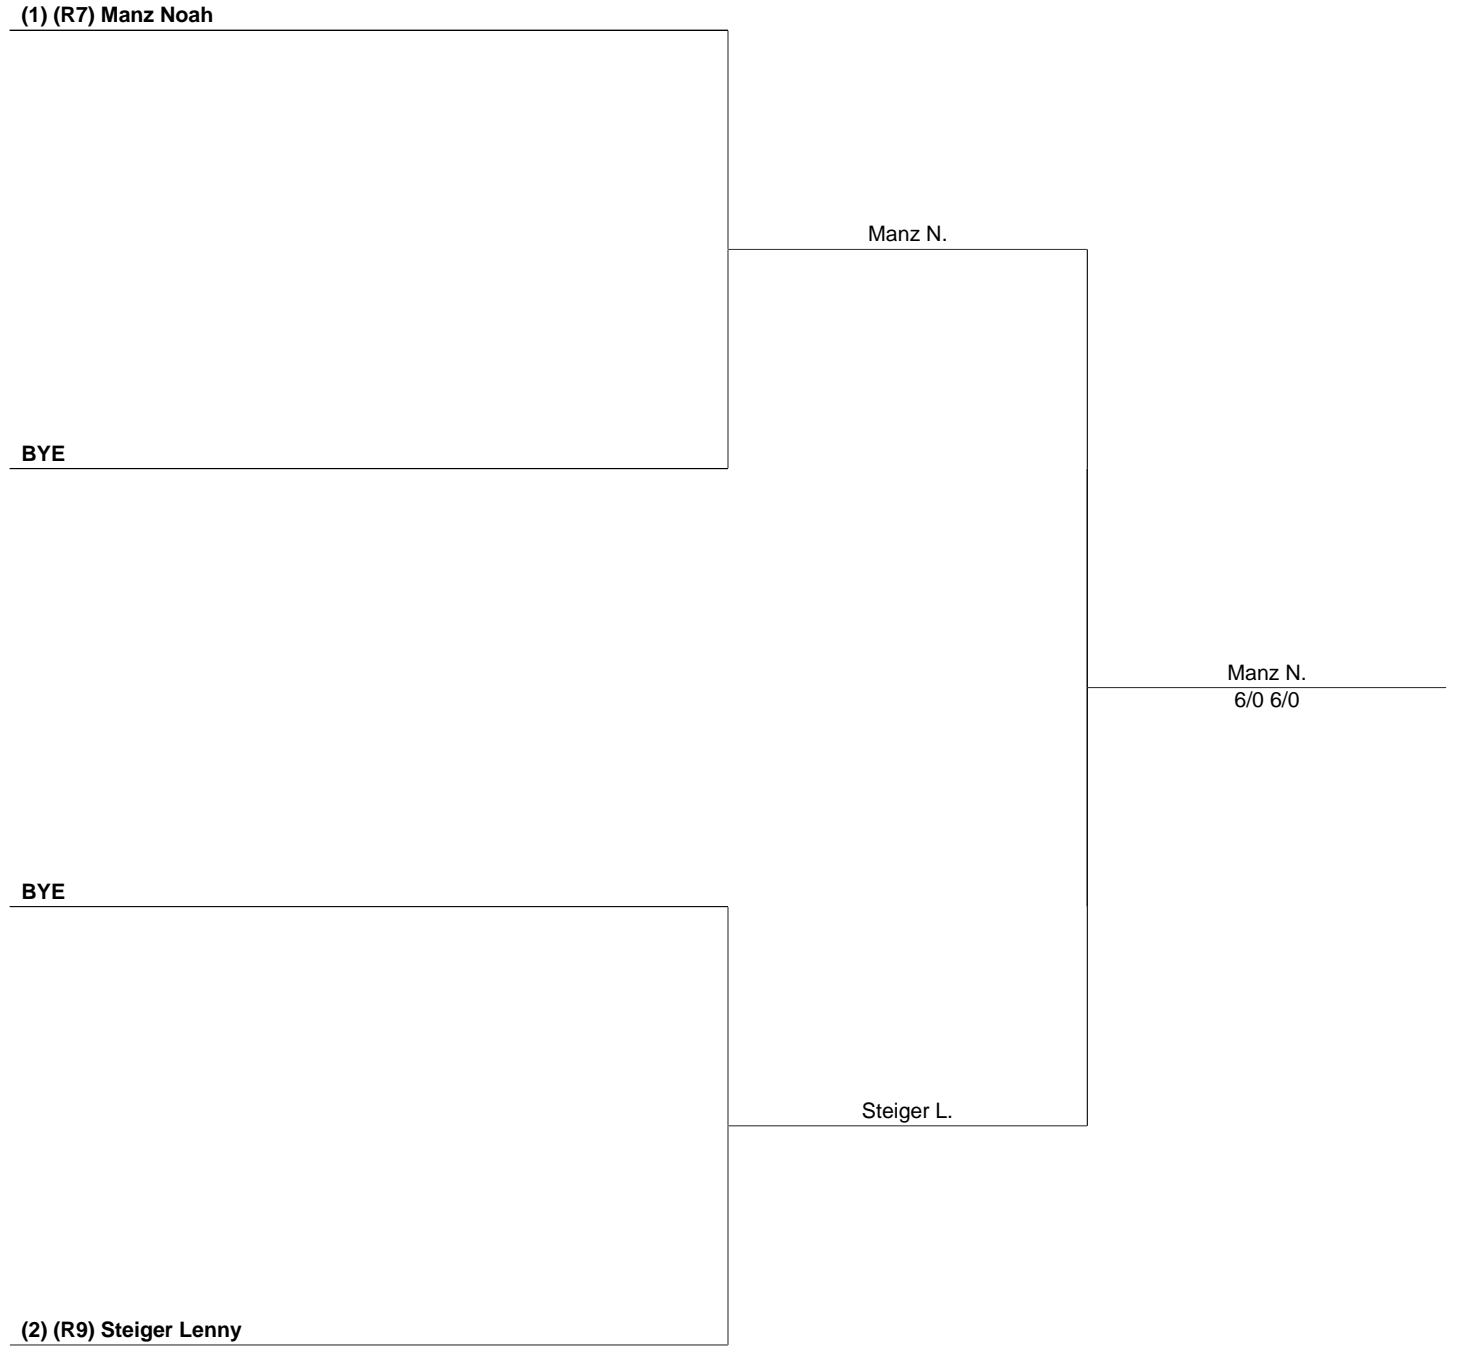 (1) (R7) Manz Noah
Manz N.
BYE
Manz N.
6/0 6/0
BYE
Steiger L.
(2) (R9) Steiger Lenny